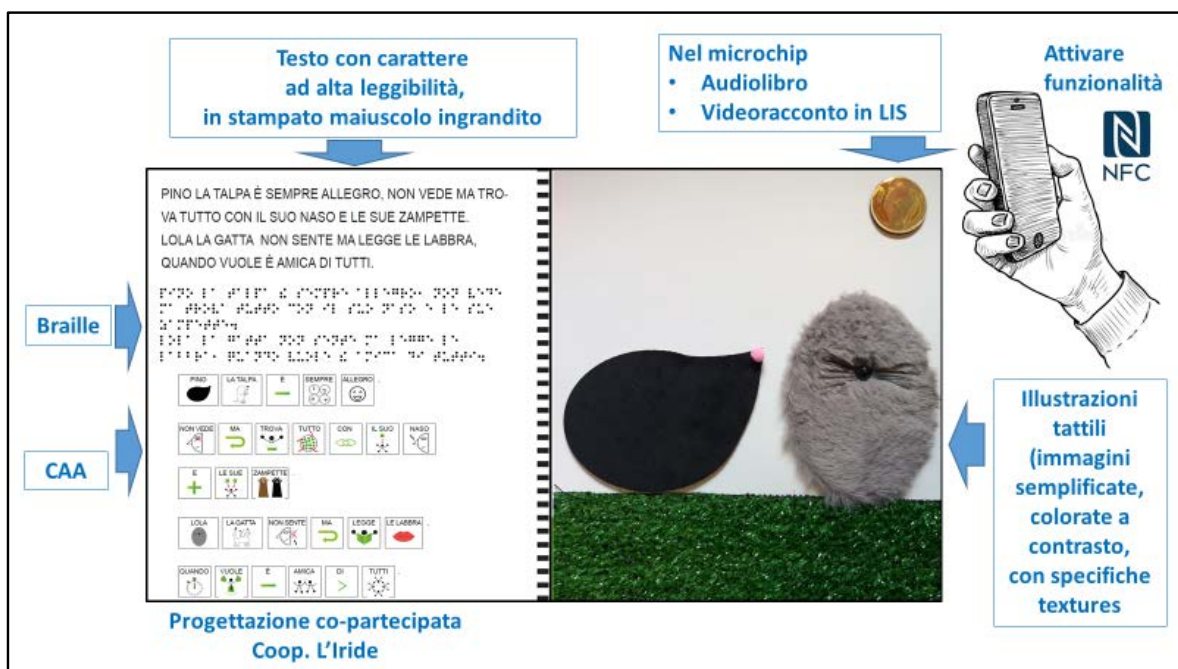 Testo con carattere
ad alta leggibilità,
in stampato maiuscolo ingrandito
Nel microchip
• Audiolibro
• Videoracconto in LIS
Attivare
funzionalità
NFC
PINO LA TALPA È SEMPRE ALLEGRO, NON VEDE MA TRO-
VA TUTTO CON IL SUO NASO E LE SUE ZAMPETTE.
LOLA LA GATTA NON SENTE MA LEGGE LE LABBRA,
QUANDO VUOLE È AMICA DI TUTTI.
Braille
CAA
PINO LA TALPA È SEMPRE ALLEGRO .
NON VEDE MA TROVA TUTTO CON IL SUO NASO
E LE SUE ZAMPETTE .
LOLA LA GATTA NON SENTE MA LEGGE LE LABBRA ,
QUANDO VUOLE È AMICA DI TUTTI .
Illustrazioni
tattili
(immagini
semplificate,
colorate a
contrasto,
con specifiche
textures
Progettazione co-partecipata
Coop. L'Iride